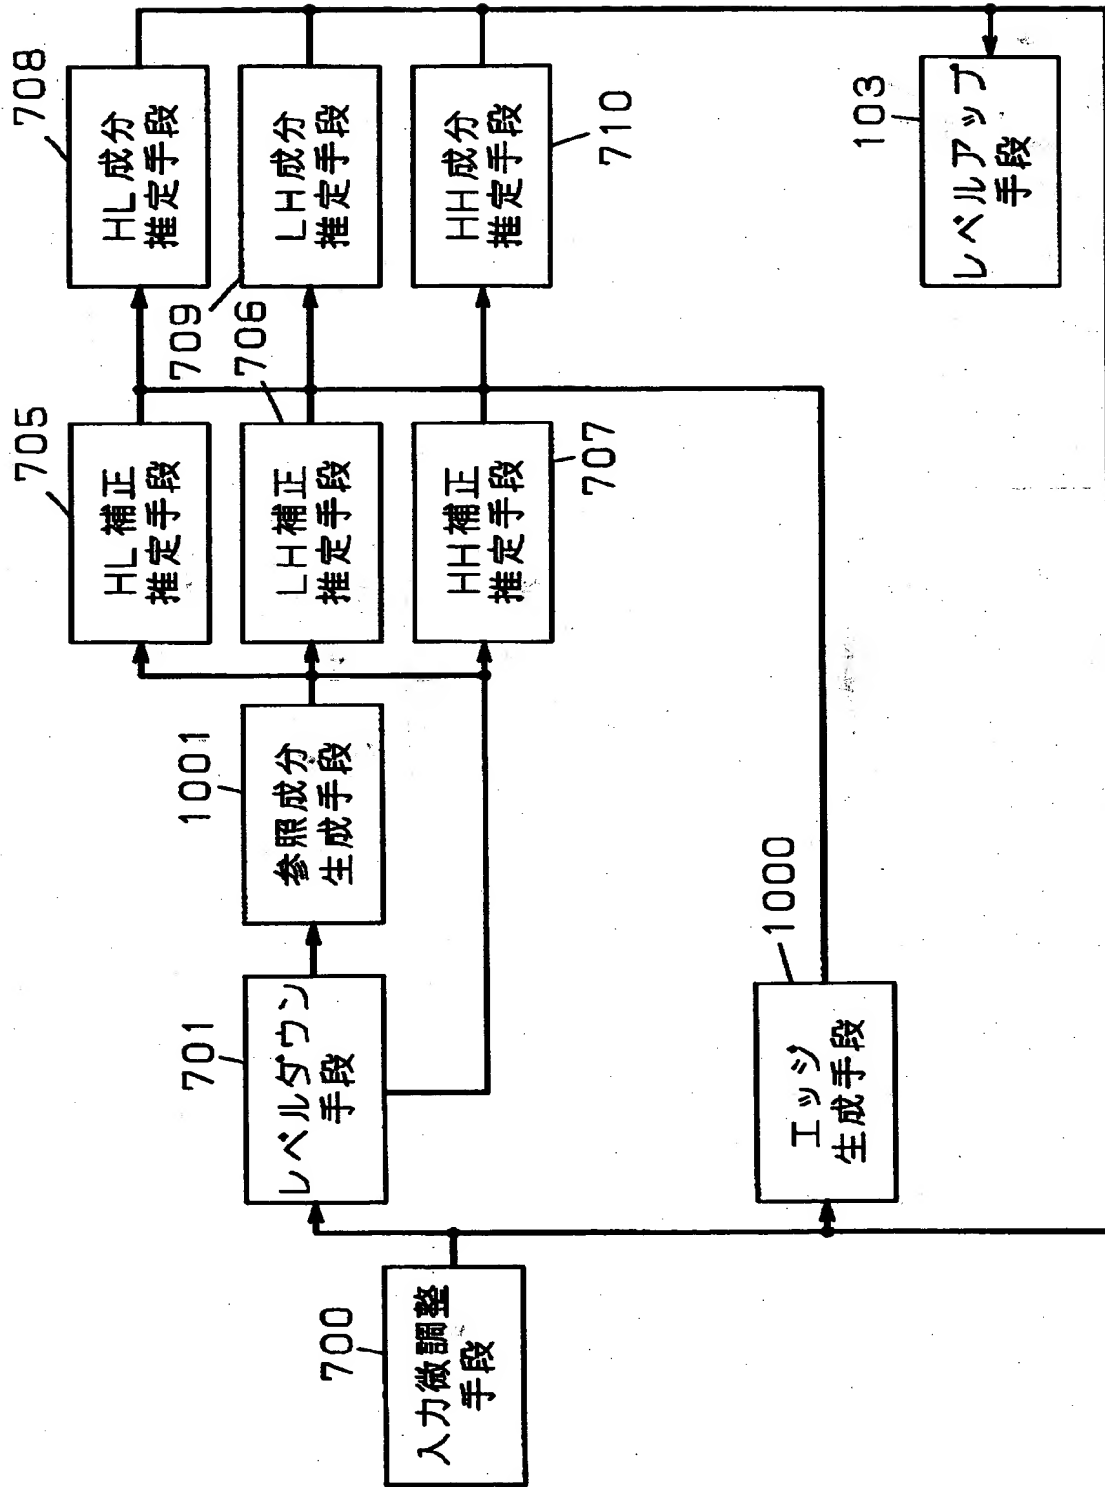 700
入力微調整
手段
701
レベルダウン
手段
1001
参照成分
生成手段
705
HL補正
推定手段
706
LH補正
推定手段
707
HH補正
推定手段
708
HL成分
推定手段
709
LH成分
推定手段
710
HH成分
推定手段
1000
エッジ
生成手段
103
レベルアップ
手段